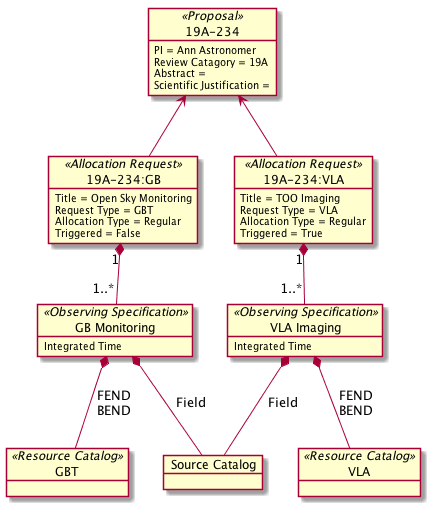 «Proposal»
19A-234
PI = Ann Astronomer
Review Catagory = 19A
Abstract =
Scientific Justification =
«Allocation Request»
19A-234:GB
Title = Open Sky Monitoring
Request Type = GBT
Allocation Type = Regular
Triggered = False
«Allocation Request»
19A-234:VLA
Title = TOO Imaging
Request Type = VLA
Allocation Type = Regular
Triggered = True
1
1..*
1
1..*
«Observing Specification»
GB Monitoring
Integrated Time
«Observing Specification»
VLA Imaging
Integrated Time
FEND
BEND
Field
Field
FEND
BEND
«Resource Catalog»
GBT
Source Catalog
«Resource Catalog»
VLA